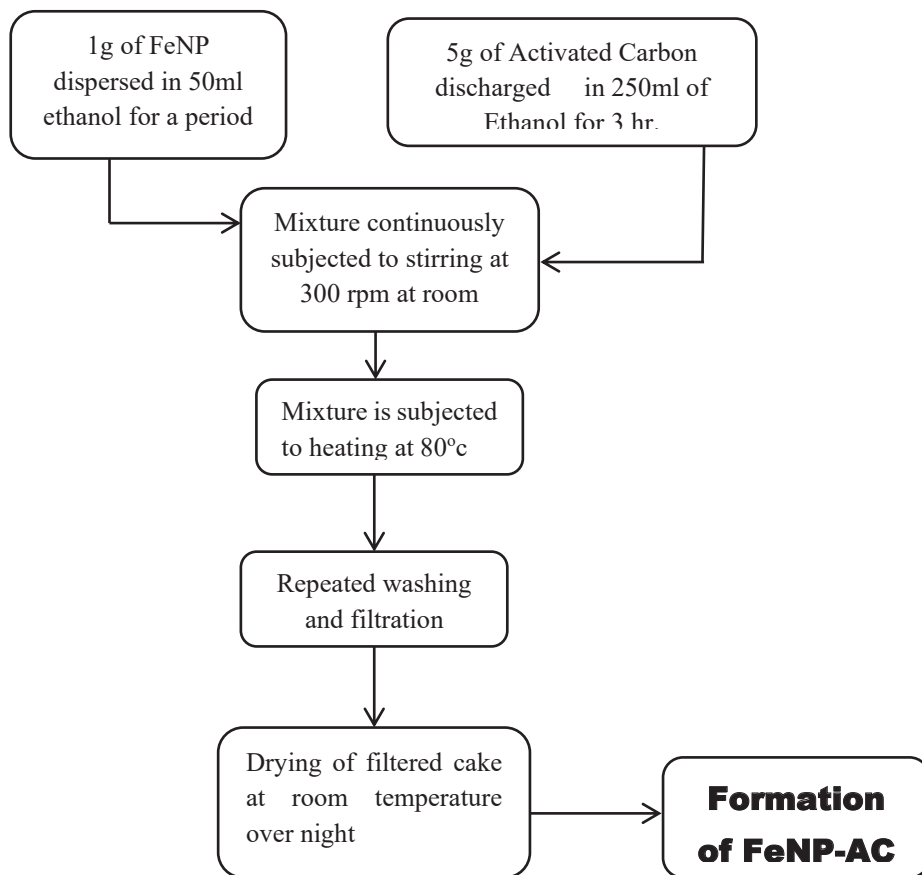 1g of FeNP
dispersed in 50ml
ethanol for a period
5g of Activated Carbon
discharged in 250ml of
Ethanol for 3 hr.
Mixture continuously
subjected to stirring at
300 rpm at room
Mixture is subjected
to heating at 80ºc
Repeated washing
and filtration
Drying of filtered cake
at room temperature
over night
Formation
of FeNP-AC